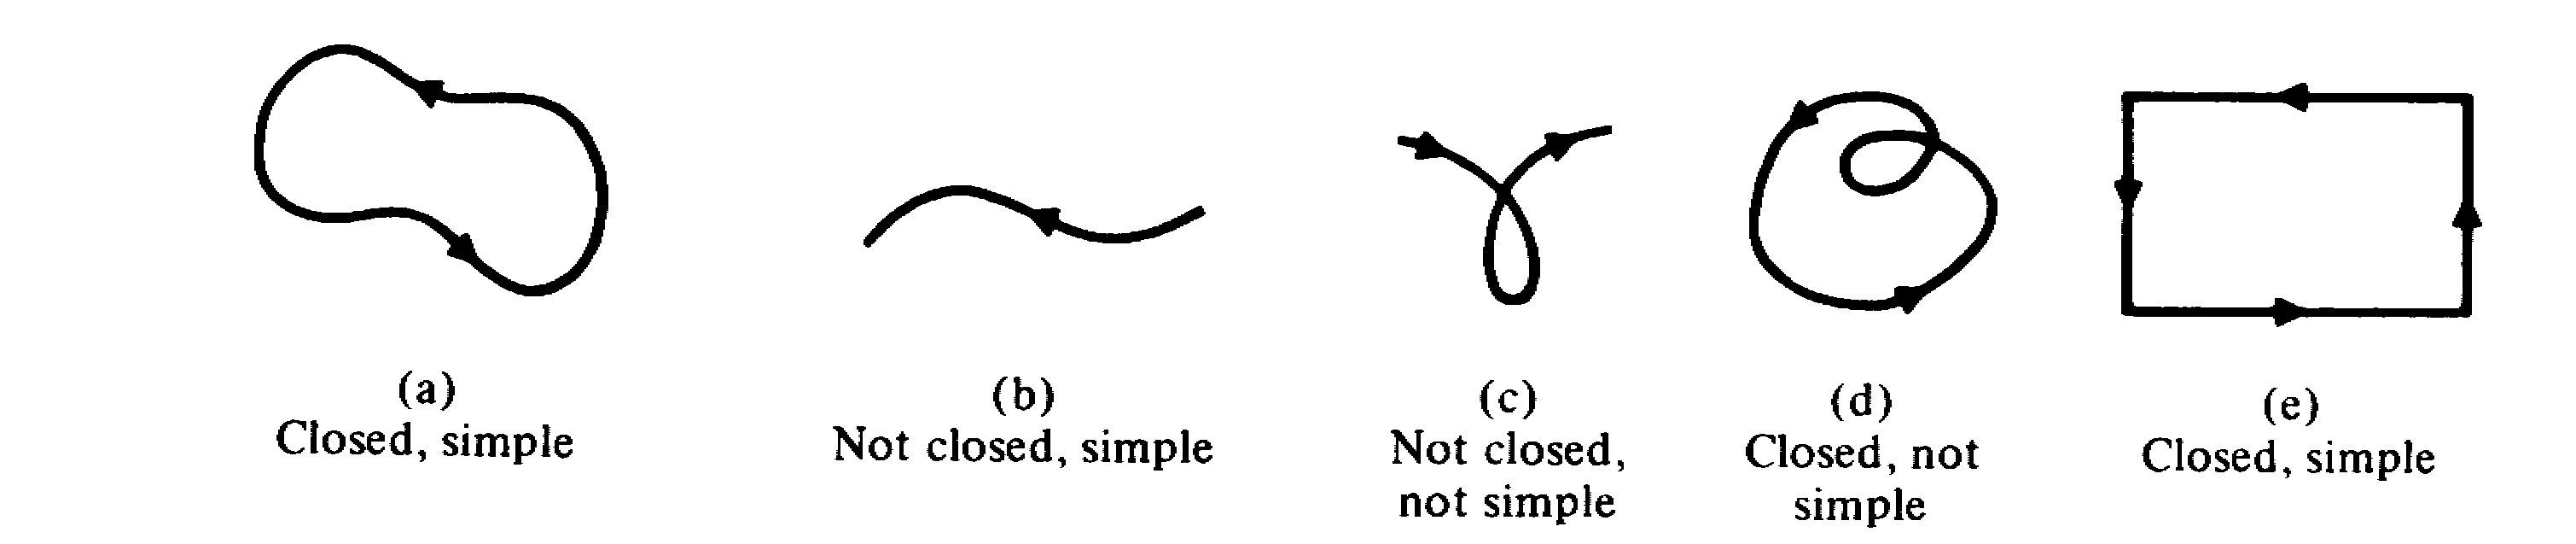 (a)
Closed, simple
(b)
Not closed, simple
(c)
Not closed,
not simple
(d)
Closed, not
simple
(e)
Closed, simple